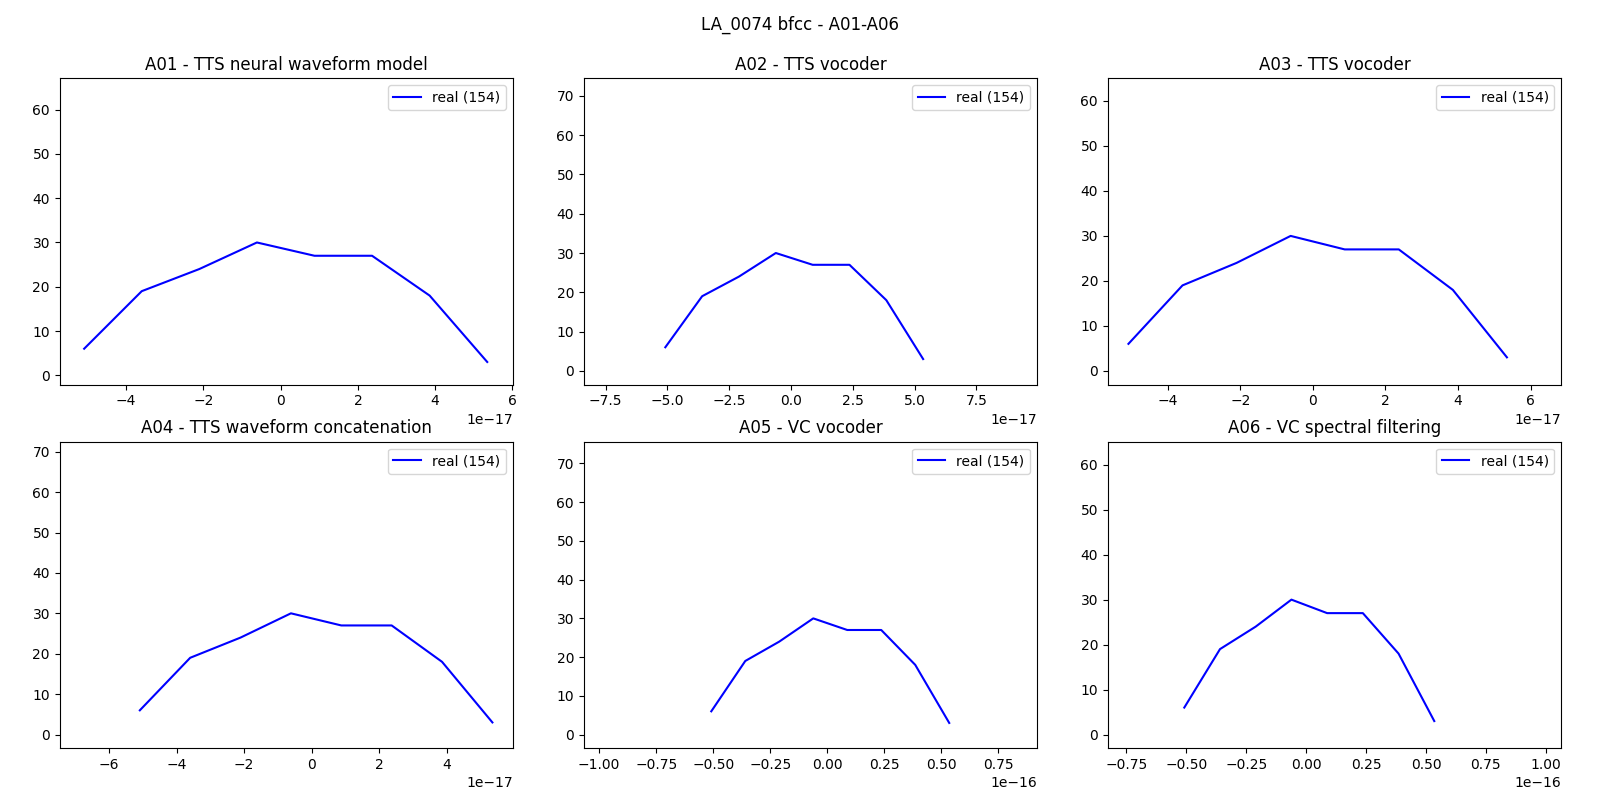 LA_0074 bfcc - A01-A06
A01 - TTS neural waveform model
real (154)
60
50
40
30
20
10
0
−4 −2 0 2 4 6
1e−17
A02 - TTS vocoder
real (154)
70
60
50
40
30
20
10
0
−7.5 −5.0 −2.5 0.0 2.5 5.0 7.5
1e−17
A03 - TTS vocoder
real (154)
60
50
40
30
20
10
0
−4 −2 0 2 4 6
1e−17
A04 - TTS waveform concatenation
real (154)
70
60
50
40
30
20
10
0
−6 −4 −2 0 2 4
1e−17
A05 - VC vocoder
real (154)
70
60
50
40
30
20
10
0
−1.00 −0.75 −0.50 −0.25 0.00 0.25 0.50 0.75
1e−16
A06 - VC spectral filtering
real (154)
60
50
40
30
20
10
0
−0.75 −0.50 −0.25 0.00 0.25 0.50 0.75 1.00
1e−16